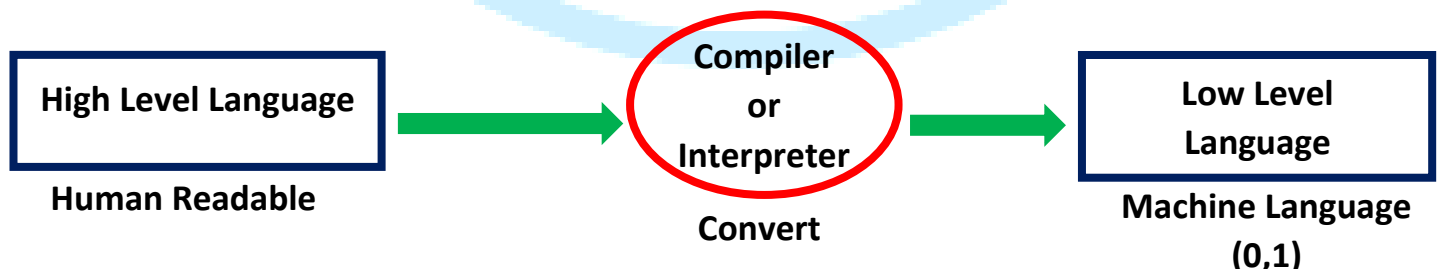 High Level Language
Human Readable
Compiler
or
Interpreter
Convert
Low Level
Language
Machine Language
(0,1)